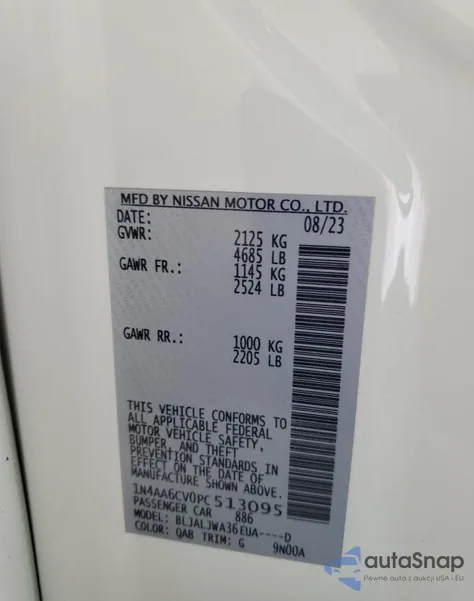 MFD BY NISSAN MOTOR CO., LTD.
DATE: 08/23
GVWR: 2125 KG
4685 LB
GAWR FR.: 1145 KG
2524 LB
GAWR RR.: 1000 KG
2205 LB
THIS VEHICLE CONFORMS TO
ALL APPLICABLE FEDERAL
MOTOR VEHICLE SAFETY,
BUMPER, AND THEFT
PREVENTION STANDARDS IN
EFFECT ON THE DATE OF
MANUFACTURE SHOWN ABOVE.
1N4AA6CV0PC513095
PASSENGER CAR 886
MODEL: BLJALJWA36EUA----D
COLOR: QAB TRIM: G 9N00A
autaSnap
Pewne auta z aukcji USA - EU